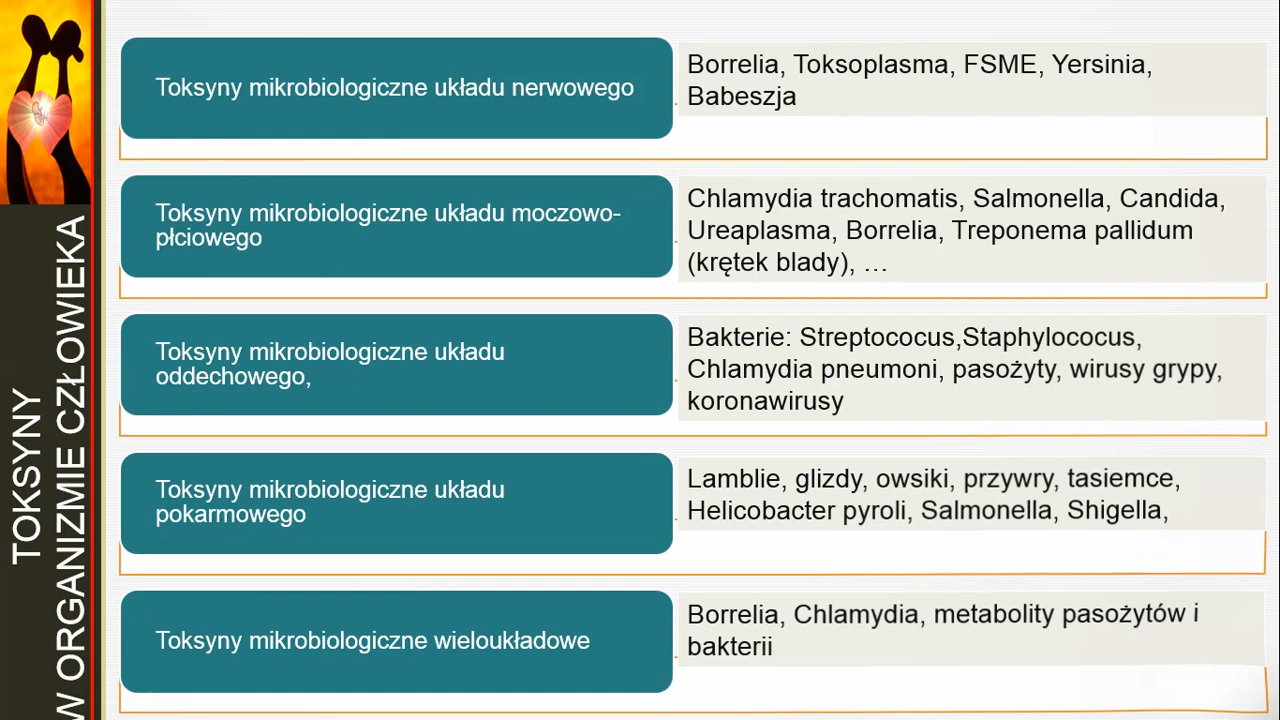 TOKSYNY
W ORGANIZMIE CZŁOWIEKA
Toksyny mikrobiologiczne układu nerwowego
Borrelia, Toksoplasma, FSME, Yersinia,
Babeszja
Toksyny mikrobiologiczne układu moczowo-
płciowego
Chlamydia trachomatis, Salmonella, Candida,
Ureaplasma, Borrelia, Treponema pallidum
(krętek blady), …
Toksyny mikrobiologiczne układu
oddechowego,
Bakterie: Streptococus,Staphylococus,
Chlamydia pneumoni, pasożyty, wirusy grypy,
koronawirusy
Toksyny mikrobiologiczne układu
pokarmowego
Lamblie, glizdy, owsiki, przywry, tasiemce,
Helicobacter pyroli, Salmonella, Shigella,
Toksyny mikrobiologiczne wieloukładowe
Borrelia, Chlamydia, metabolity pasożytów i
bakterii